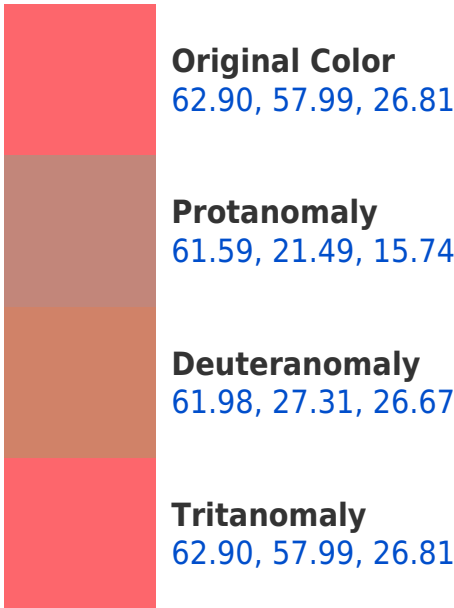 Original Color
62.90, 57.99, 26.81
Protanomaly
61.59, 21.49, 15.74
Deuteranomaly
61.98, 27.31, 26.67
Tritanomaly
62.90, 57.99, 26.81